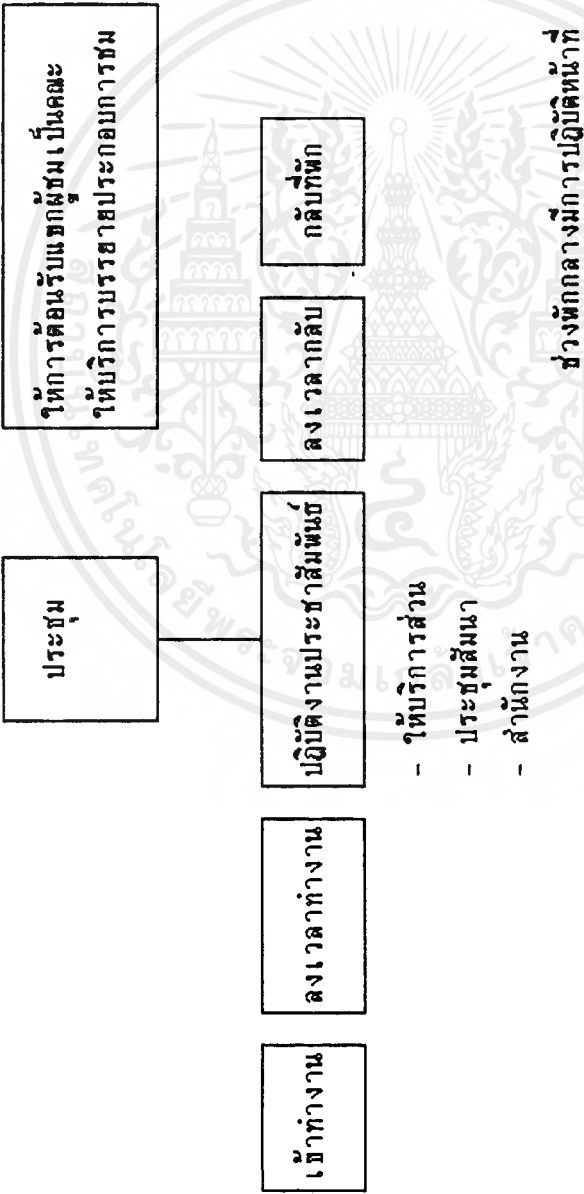 ประชุม
ให้การต้อนรับแขกผู้ชมเป็นคณะ
ให้บริการบรรยายประกอบการชม
เข้าทำงาน
ลงเวลาทำงาน
ปฏิบัติงานประชาสัมพันธ์
ลงเวลากลับ
กลับที่พัก
- ให้บริการส่วน
- ประชุมสัมนา
- สำนักงาน
ช่วงพักกลางมีการปฏิบัติหน้าที่